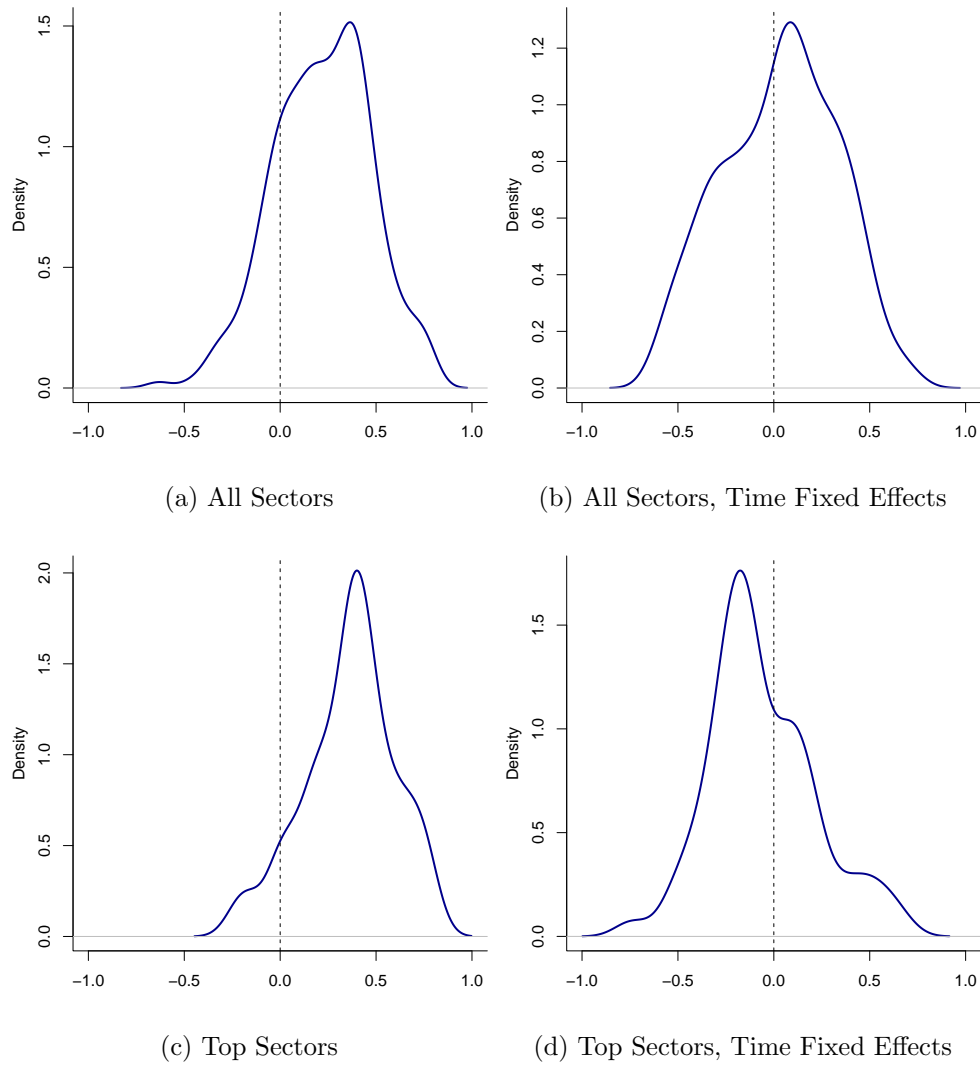 Density
0.0 0.5 1.0 1.5
−1.0 −0.5 0.0 0.5 1.0
(a) All Sectors
Density
0.0 0.2 0.4 0.6 0.8 1.0 1.2
−1.0 −0.5 0.0 0.5 1.0
(b) All Sectors, Time Fixed Effects
Density
0.0 0.5 1.0 1.5 2.0
−1.0 −0.5 0.0 0.5 1.0
(c) Top Sectors
Density
0.0 0.5 1.0 1.5
−1.0 −0.5 0.0 0.5 1.0
(d) Top Sectors, Time Fixed Effects